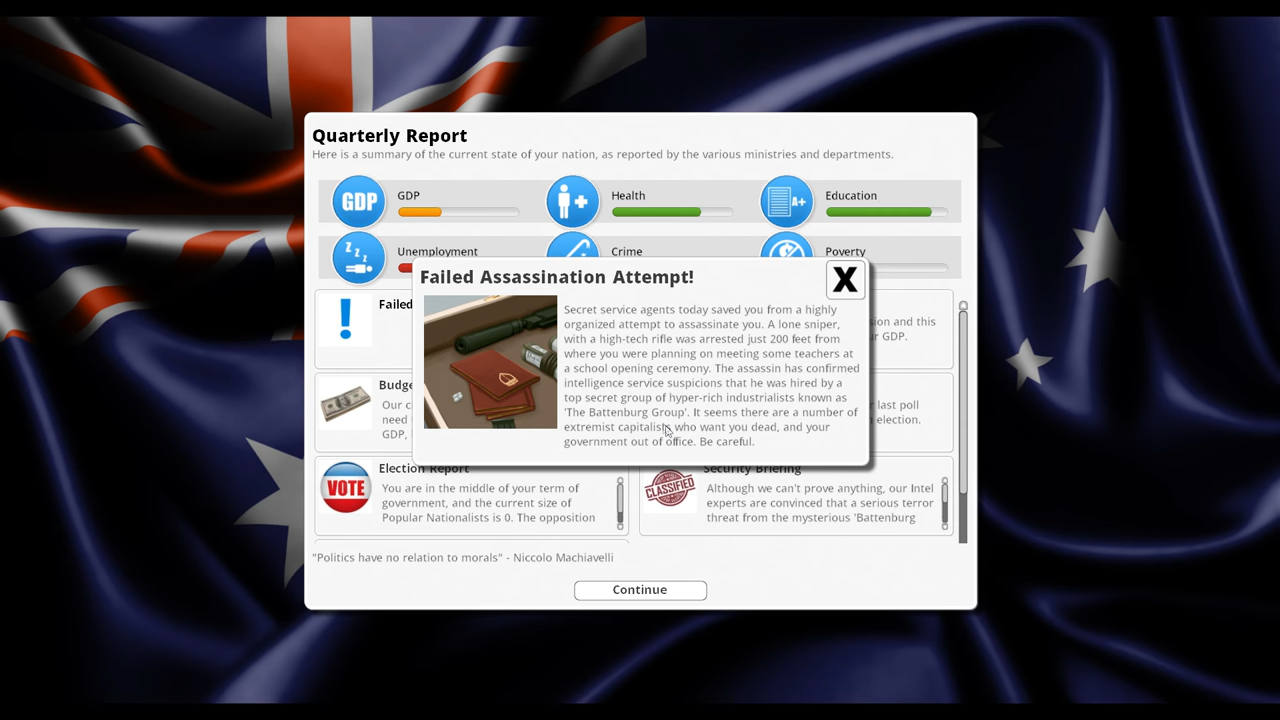 Quarterly Report
Here is a summary of the current state of your nation, as reported by the various ministries and departments.
GDP
GDP
Health
A+
Education
Unemployment
Crime
Poverty
Failed Assassination Attempt!
X
Secret service agents today saved you from a highly
organized attempt to assassinate you. A lone sniper,
with a high-tech rifle was arrested just 200 feet from
where you were planning on meeting some teachers at
a school opening ceremony. The assassin has confirmed
intelligence service suspicions that he was hired by a
top secret group of hyper-rich industrialists known as
'The Battenburg Group'. It seems there are a number of
extremist capitalists who want you dead, and your
government out of office. Be careful.
Failed
and this
GDP.
Budge
Our c
need
GDP,
last poll
election.
VOTE
Election Report
You are in the middle of your term of
government, and the current size of
Popular Nationalists is 0. The opposition
CLASSIFIED
Security Briefing
Although we can't prove anything, our Intel
experts are convinced that a serious terror
threat from the mysterious 'Battenburg
"Politics have no relation to morals" - Niccolo Machiavelli
Continue